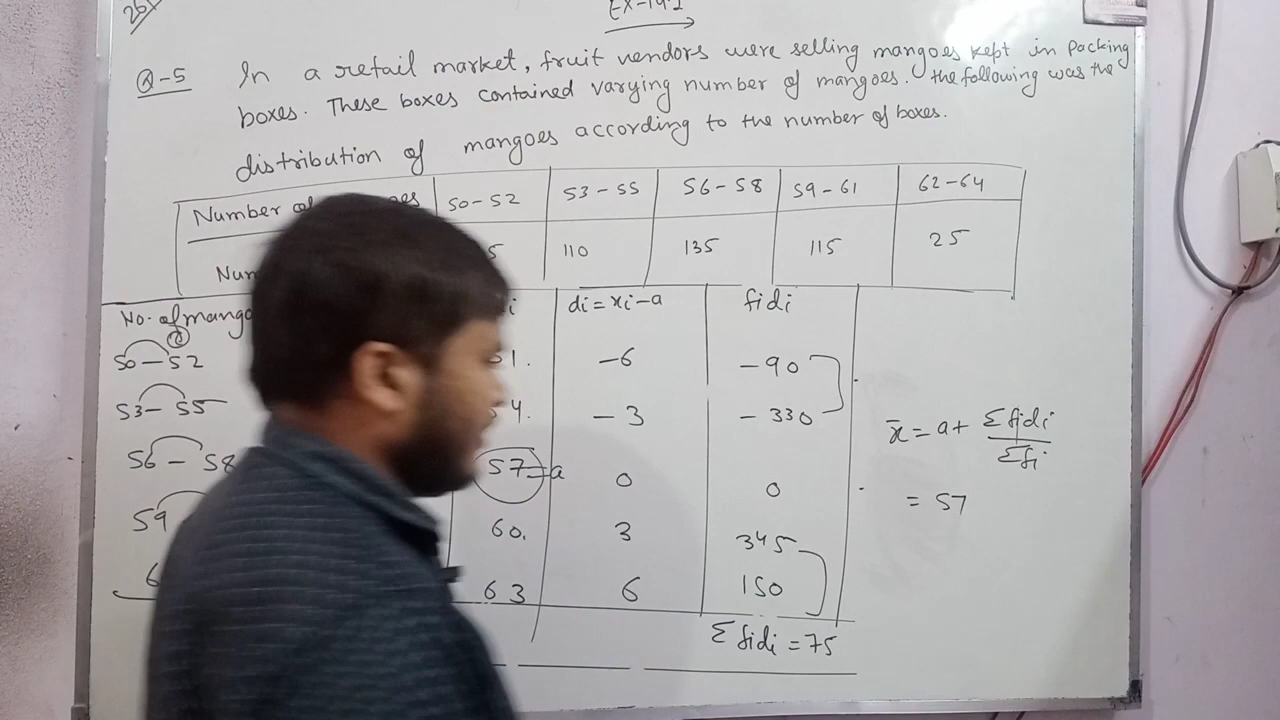 Ex-14.1
Q-5 In a retail market, fruit vendors were selling mangoes kept in packing
boxes. These boxes contained varying number of mangoes. the following was the
distribution of mangoes according to the number of boxes.
Number 50-52 53-55 56-58 59-61 62-64
5 110 135 115 25
No. of di = xi-a fidi
50-52 -6 -90
53-55 -3 -330
56-58 57=a 0 0
59 60. 3 345
63 6 150
Σfidi = 75
x̄ = a + Σfidi
Σfi
= 57